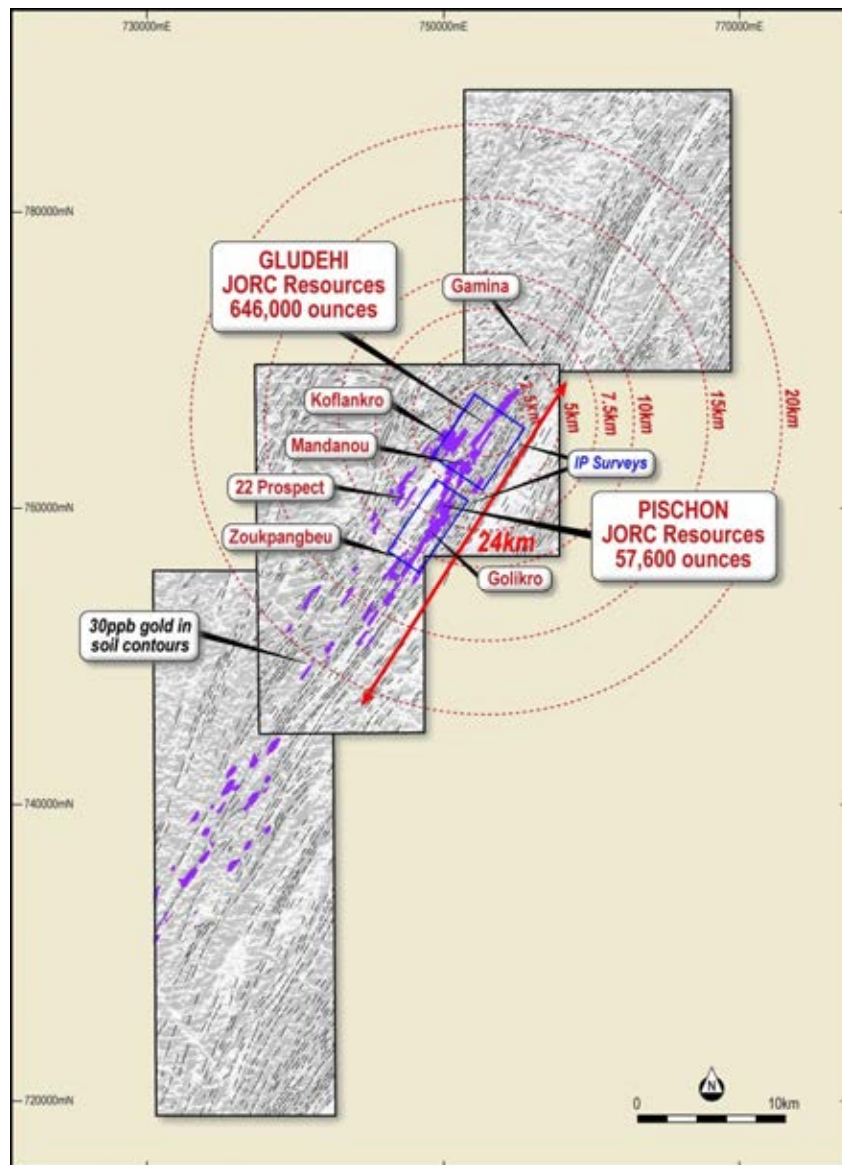 730000mE
750000mE
770000mE
780000mN
GLUDEHI
JORC Resources
646,000 ounces
Gamina
Koflankro
Mandanou
22 Prospect
Zoukpangbeu
2.5km
5km
7.5km
10km
15km
20km
IP Surveys
760000mN
PISCHON
JORC Resources
57,600 ounces
24km
Golikro
30ppb gold in
soil contours
740000mN
720000mN
N
0
10km